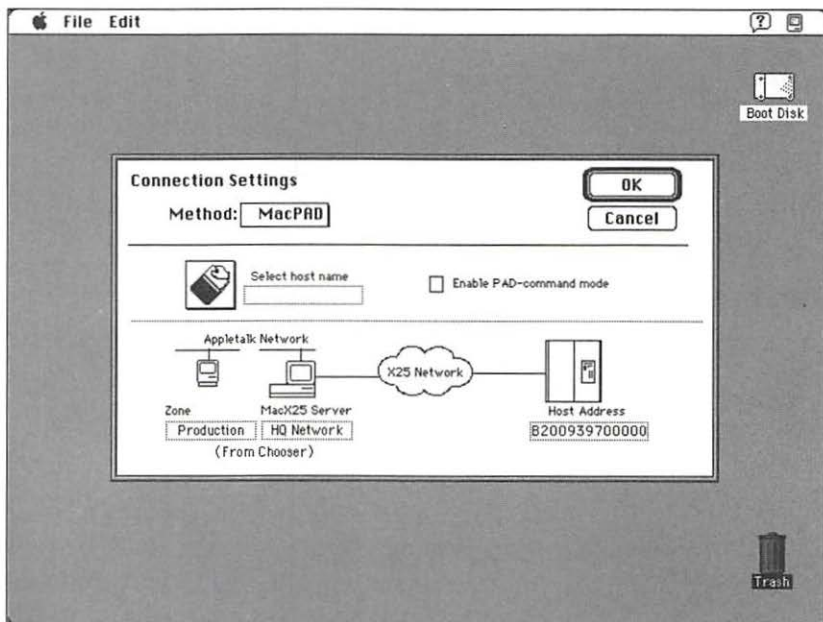 File Edit
Boot Disk
Connection Settings
OK
Method: MacPAD
Cancel
Select host name
Enable PAD-command mode
Appletalk Network
X25 Network
Zone
MacX25 Server
Host Address
Production
HQ Network
B200939700000
(From Chooser)
Trash